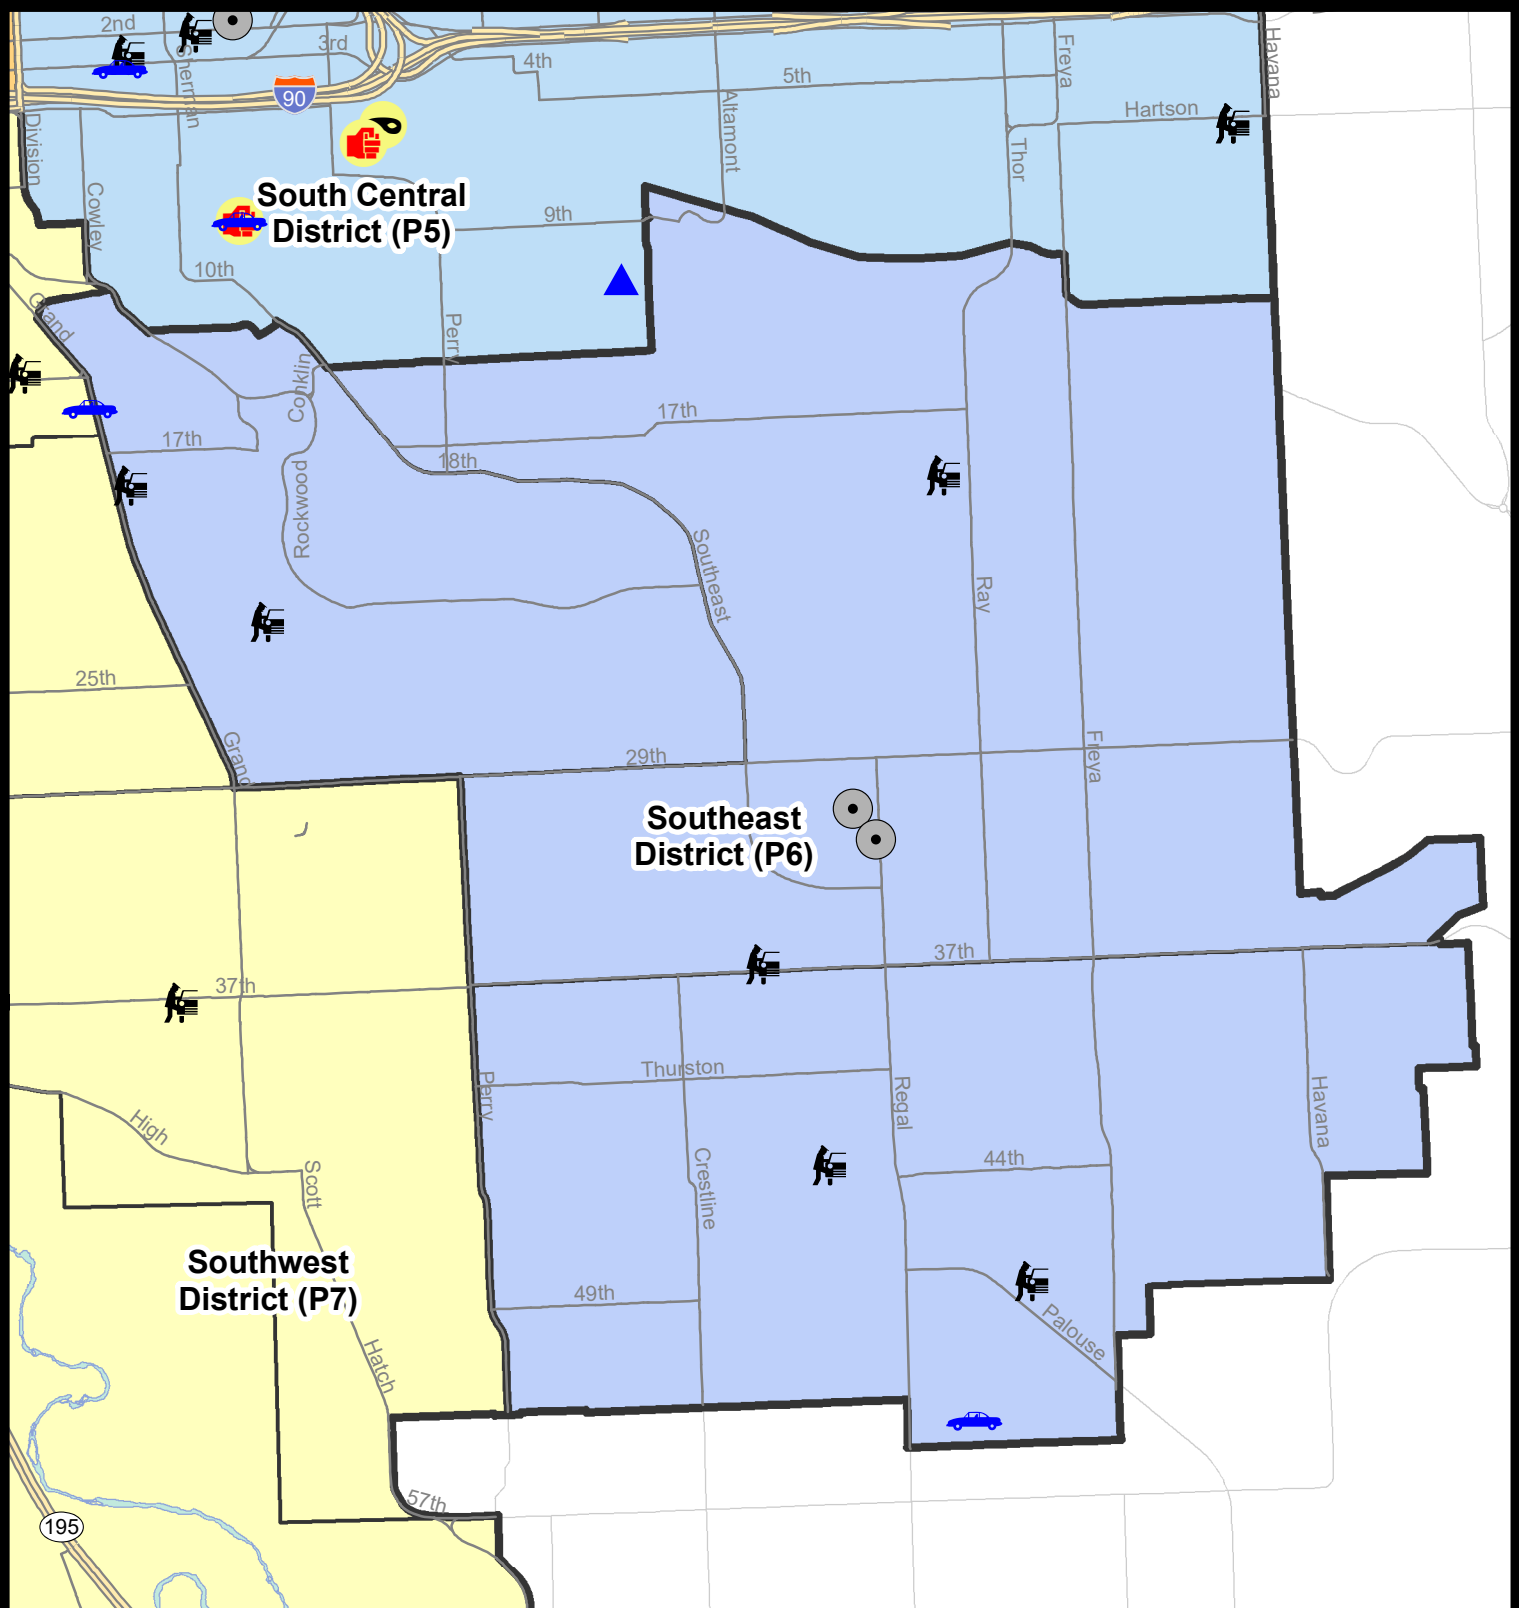 2nd
3rd
4th
5th
90
Sherman
Division
Cowley
Altamont
Freya
Havana
Hartson
Thor
South Central
District (P5)
9th
10th
Perry
Grand
Conklin
17th
17th
18th
Rockwood
Southeast
Ray
25th
Grand
29th
Freya
Southeast
District (P6)
37th
37th
Thurston
Perry
Regal
Havana
High
Scott
Crestline
44th
Southwest
District (P7)
49th
Palouse
Hatch
57th
195